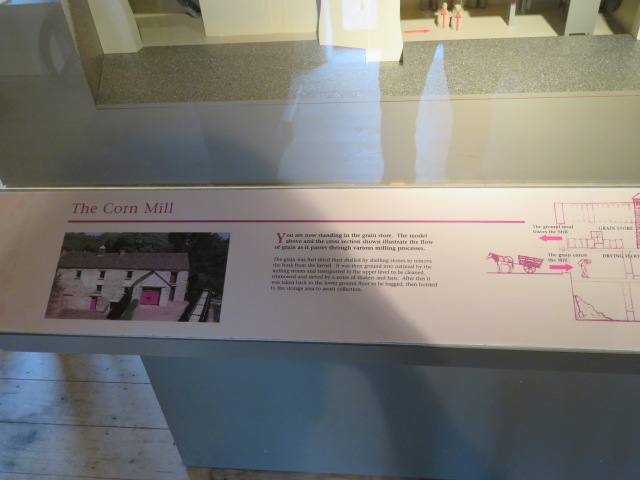 The Corn Mill
You are now standing in the grain store. The model
above and the cross section shown illustrate the flow
of grain as it passes through various milling processes.
The grain was first dried then shelled by shelling stones to remove
the husk from the kernel. It was then ground into oatmeal by the
milling stones and transported to the upper level to be cleaned,
winnowed and sieved by a series of shakers and fans. After this it
was taken back to the lower ground floor to be bagged, then hoisted
to the storage area to await collection.
The ground meal
leaves the Mill
GRAIN STORE
The grain enters
the Mill
DRYING FLOOR